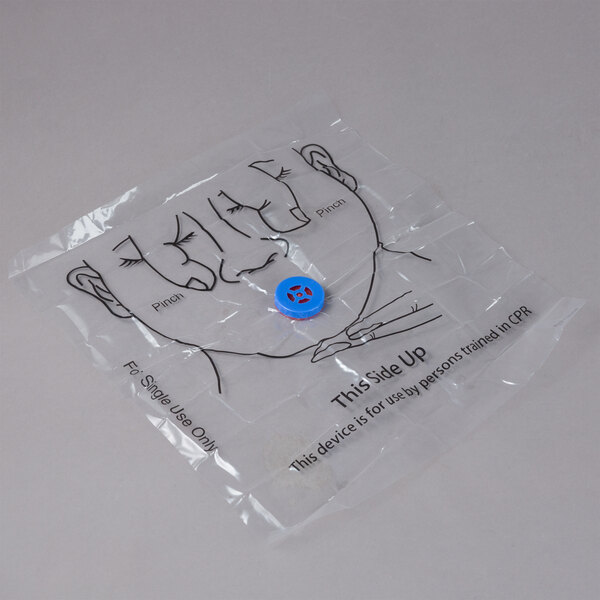 Pinch
Pinch
For Single Use Only
This Side Up
This device is for use by persons trained in CPR